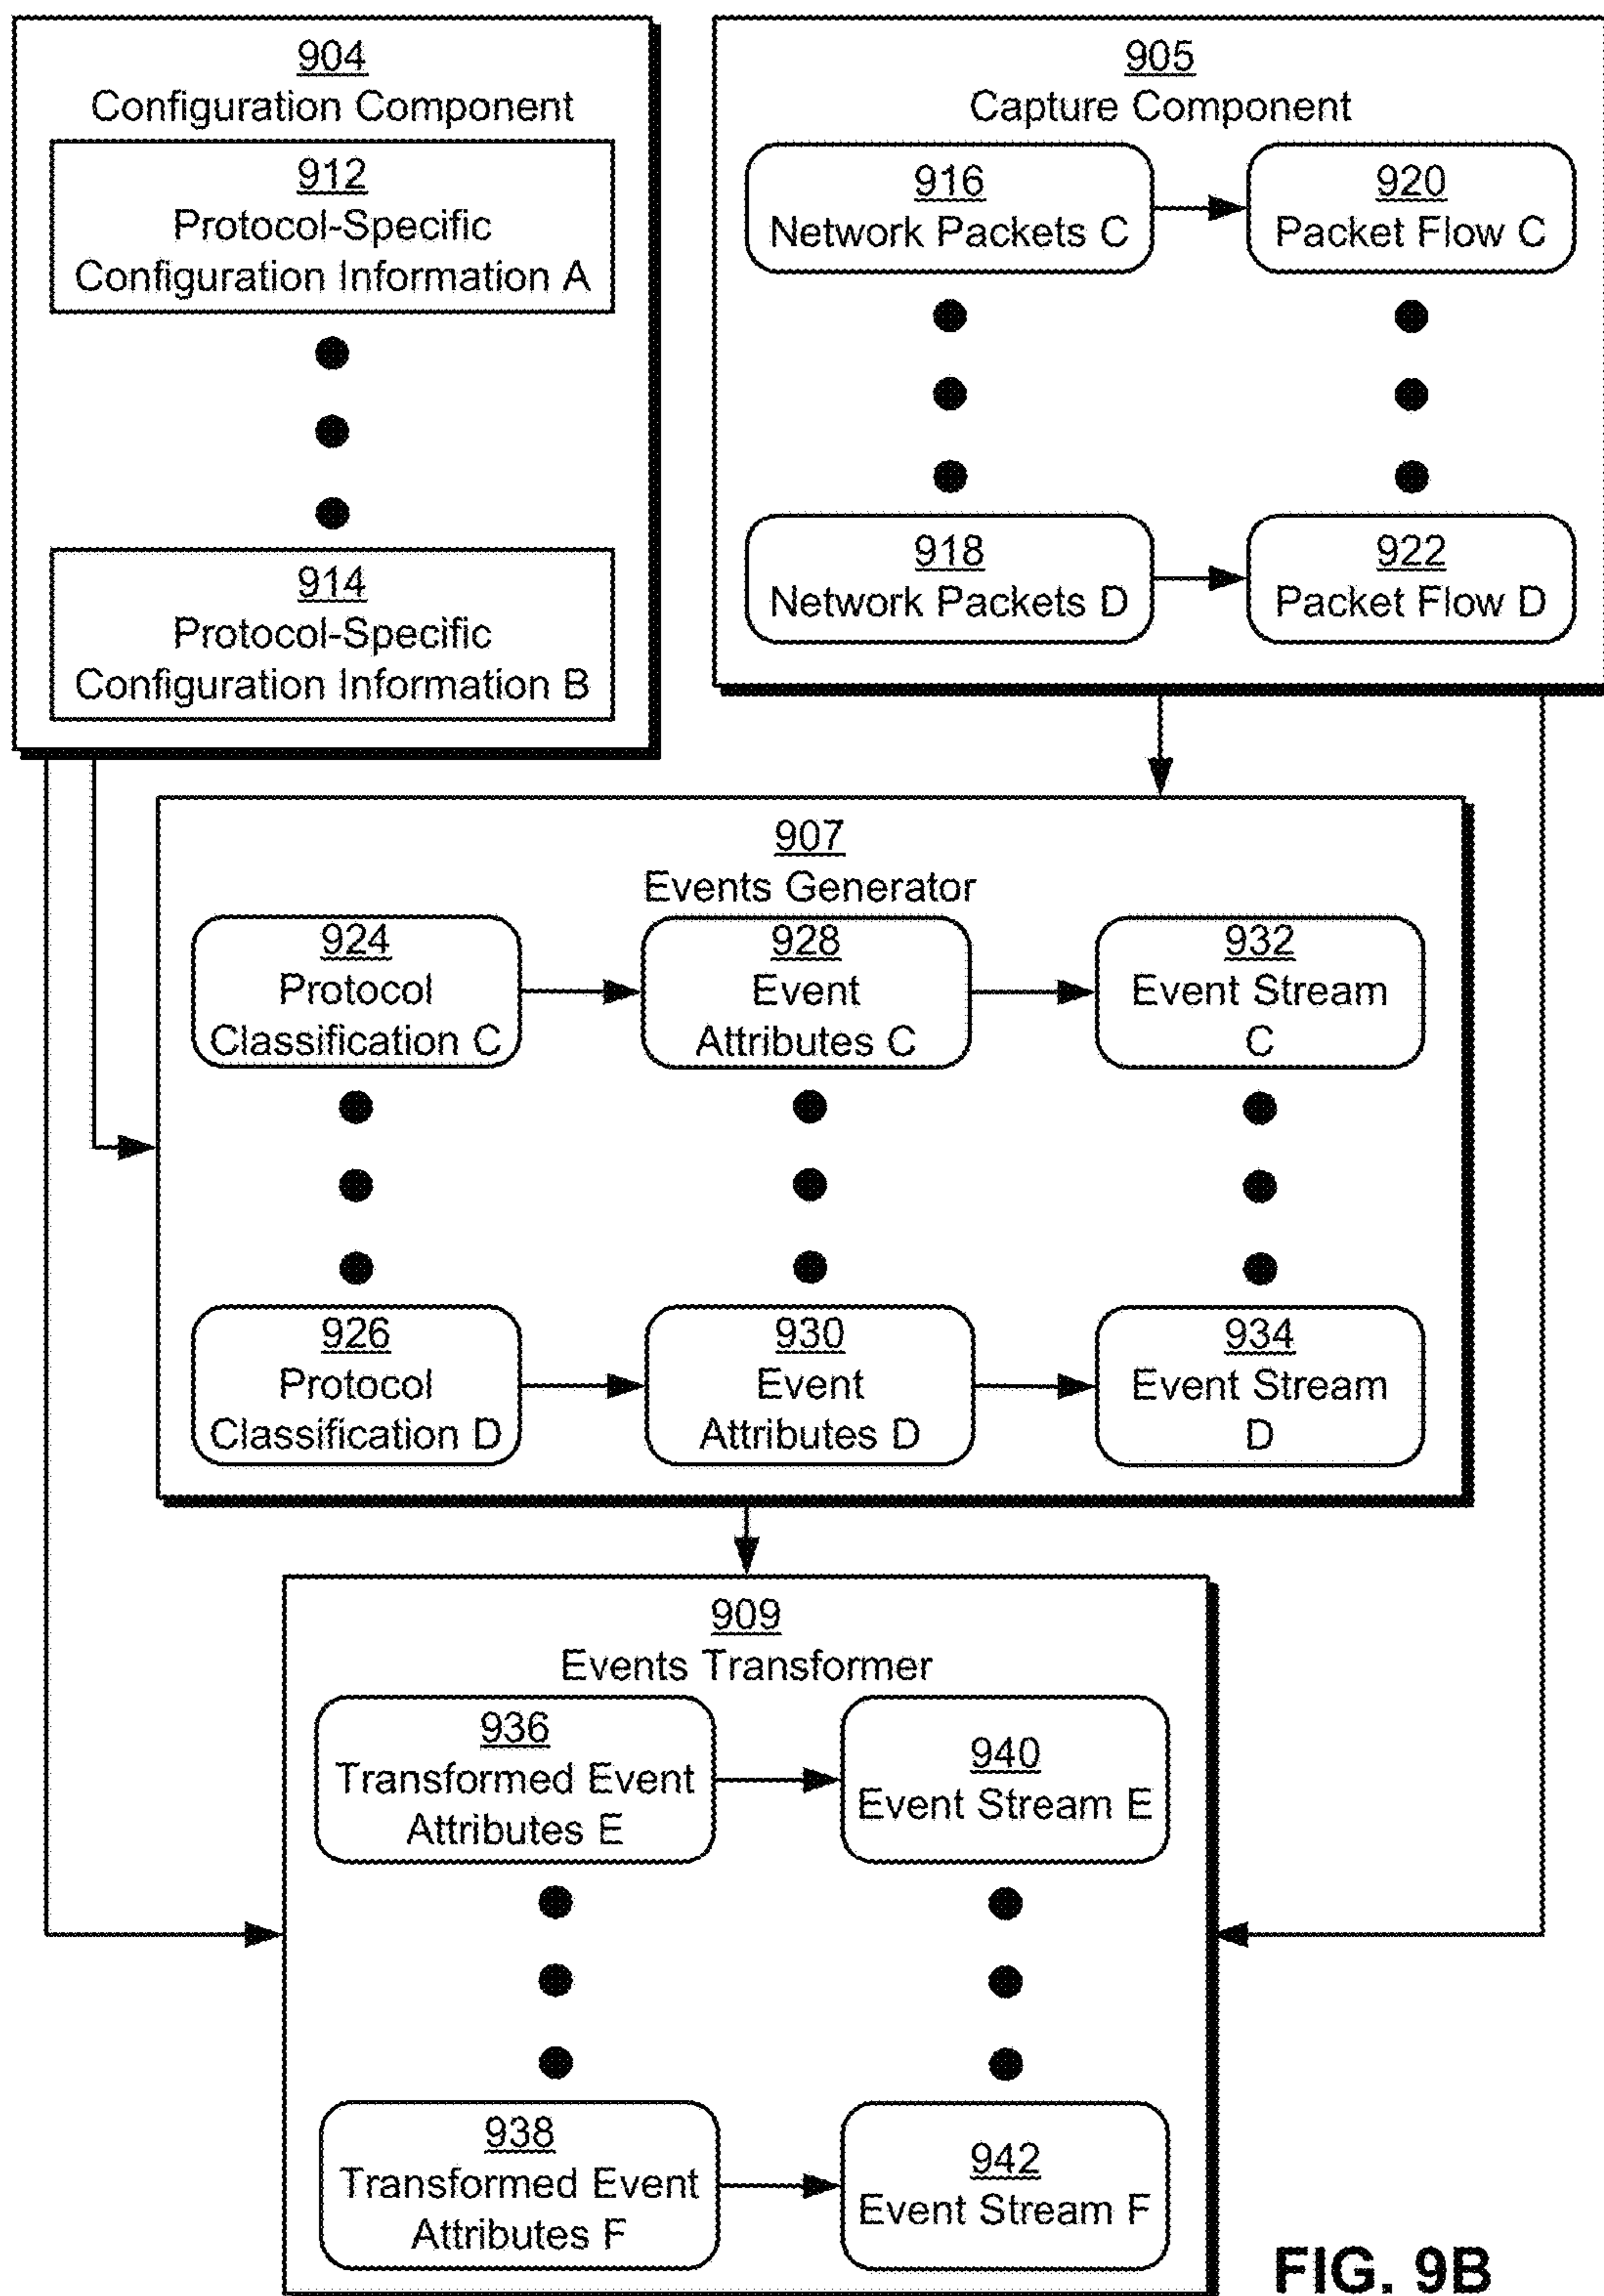 904
Configuration Component
912
Protocol-Specific
Configuration Information A
914
Protocol-Specific
Configuration Information B
905
Capture Component
916
Network Packets C
920
Packet Flow C
918
Network Packets D
922
Packet Flow D
907
Events Generator
924
Protocol
Classification C
928
Event
Attributes C
932
Event Stream
C
926
Protocol
Classification D
930
Event
Attributes D
934
Event Stream
D
909
Events Transformer
936
Transformed Event
Attributes E
940
Event Stream E
938
Transformed Event
Attributes F
942
Event Stream F
FIG. 9B